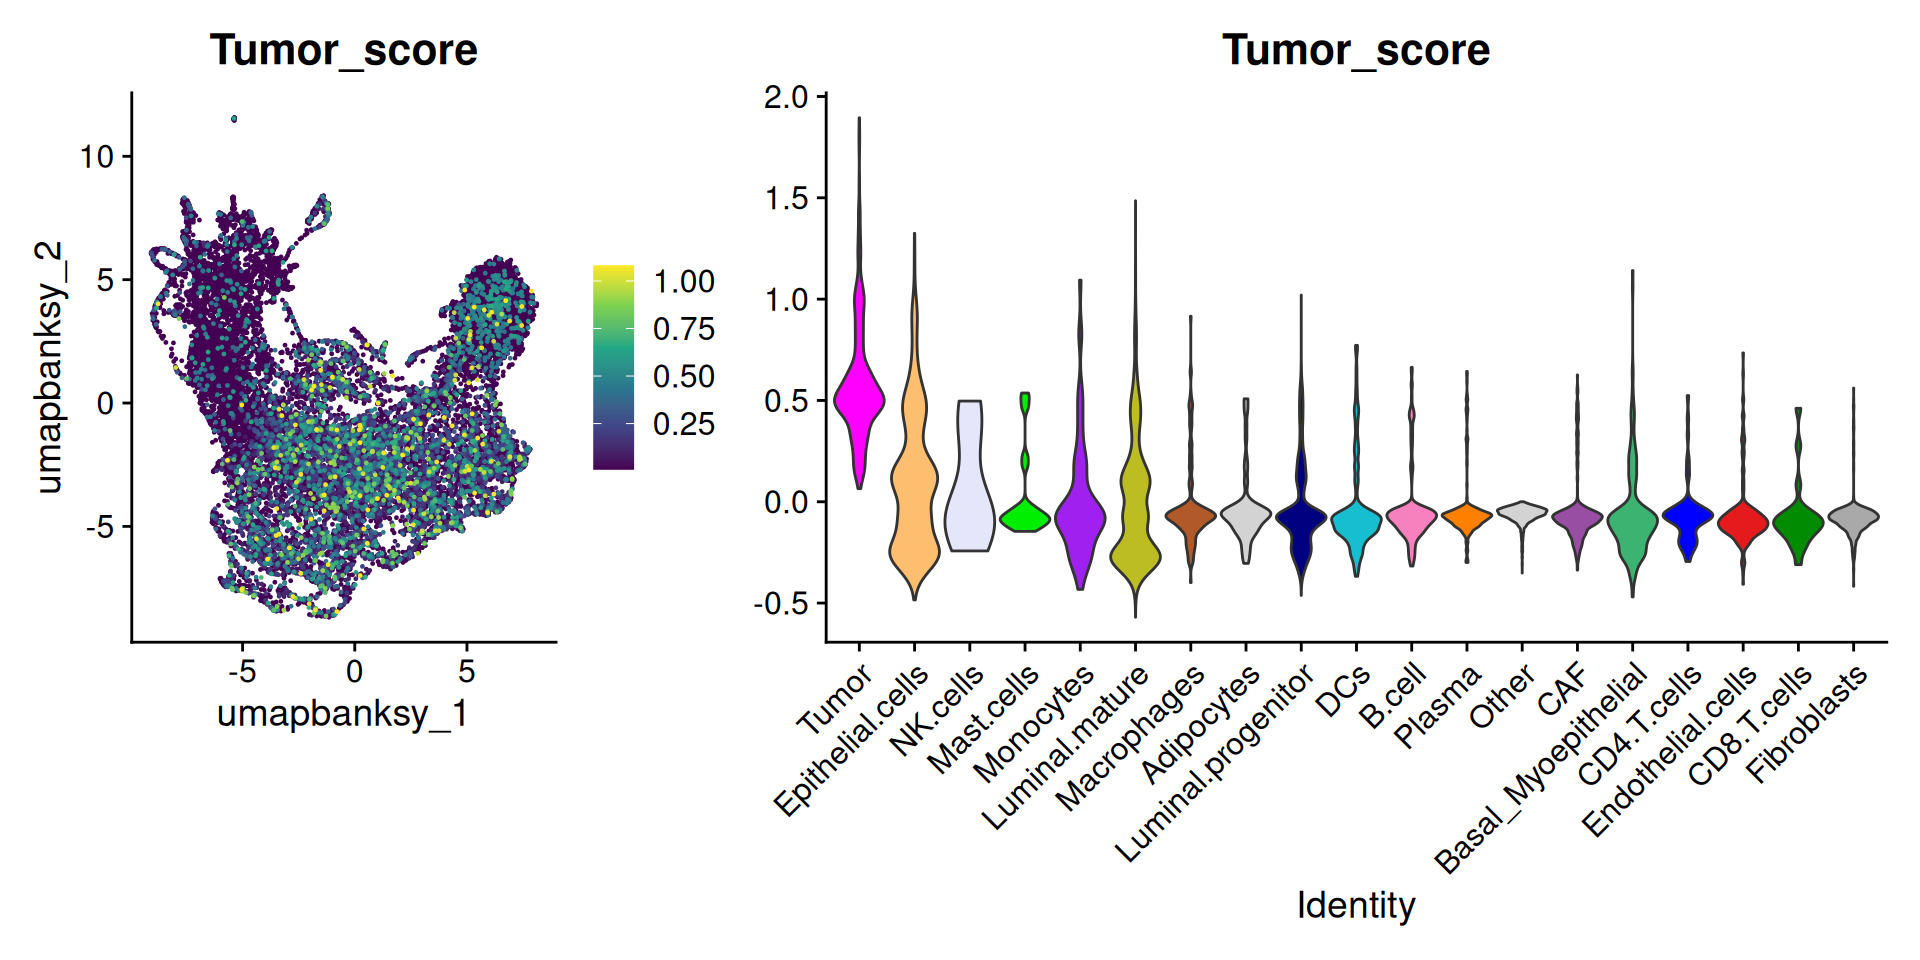 Tumor_score
umapbanksy_2
10
5
0
-5
-5
0
5
umapbanksy_1
1.00
0.75
0.50
0.25
Tumor_score
2.0
1.5
1.0
0.5
0.0
-0.5
Tumor
Epithelial.cells
NK.cells
Mast.cells
Monocytes
Luminal.mature
Macrophages
Adipocytes
Luminal.progenitor
DCs
B.cell
Plasma
Other
CAF
Basal_Myoepithelial
CD4.T.cells
Endothelial.cells
CD8.T.cells
Fibroblasts
Identity